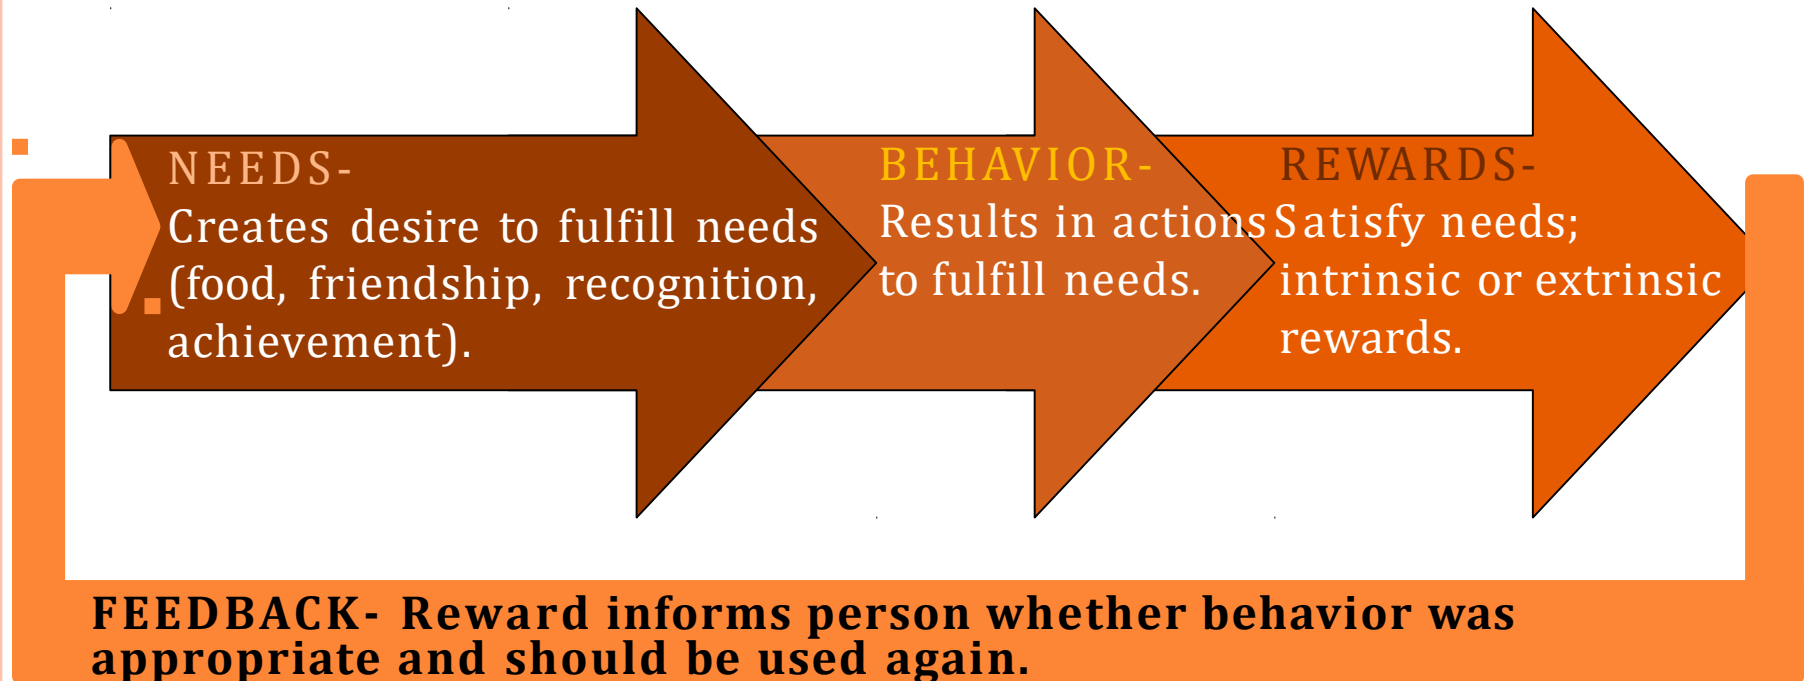 NEEDS-
Creates desire to fulfill needs
(food, friendship, recognition,
achievement).
BEHAVIOR-
Results in actions
to fulfill needs.
REWARDS-
Satisfy needs;
intrinsic or extrinsic
rewards.
FEEDBACK- Reward informs person whether behavior was
appropriate and should be used again.